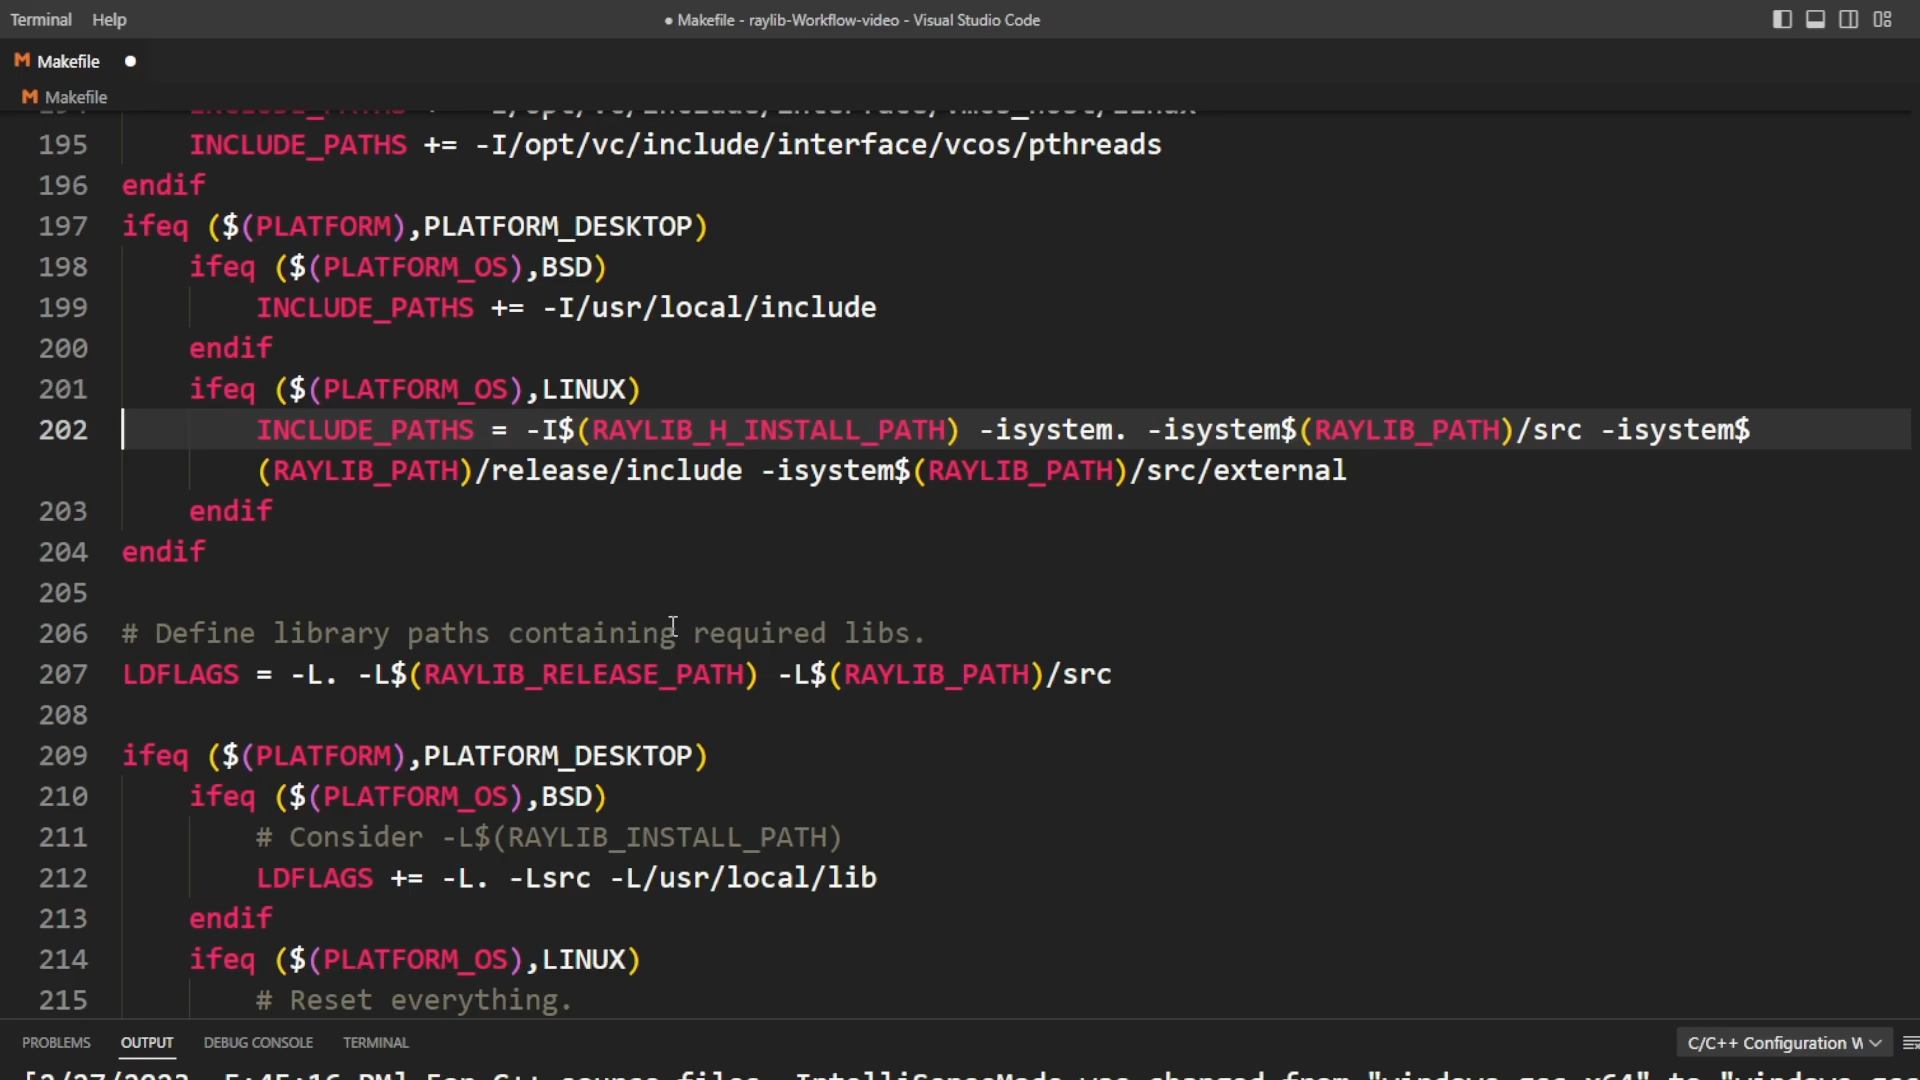 Terminal Help ● Makefile - raylib-Workflow-video - Visual Studio Code
M Makefile ●
M Makefile
195 INCLUDE_PATHS += -I/opt/vc/include/interface/vcos/pthreads
196 endif
197 ifeq ($(PLATFORM),PLATFORM_DESKTOP)
198 ifeq ($(PLATFORM_OS),BSD)
199 INCLUDE_PATHS += -I/usr/local/include
200 endif
201 ifeq ($(PLATFORM_OS),LINUX)
202 INCLUDE_PATHS = -I$(RAYLIB_H_INSTALL_PATH) -isystem. -isystem$(RAYLIB_PATH)/src -isystem$
(RAYLIB_PATH)/release/include -isystem$(RAYLIB_PATH)/src/external
203 endif
204 endif
205
206 # Define library paths containing required libs.
207 LDFLAGS = -L. -L$(RAYLIB_RELEASE_PATH) -L$(RAYLIB_PATH)/src
208
209 ifeq ($(PLATFORM),PLATFORM_DESKTOP)
210 ifeq ($(PLATFORM_OS),BSD)
211 # Consider -L$(RAYLIB_INSTALL_PATH)
212 LDFLAGS += -L. -Lsrc -L/usr/local/lib
213 endif
214 ifeq ($(PLATFORM_OS),LINUX)
215 # Reset everything.
PROBLEMS OUTPUT DEBUG CONSOLE TERMINAL C/C++ Configuration W